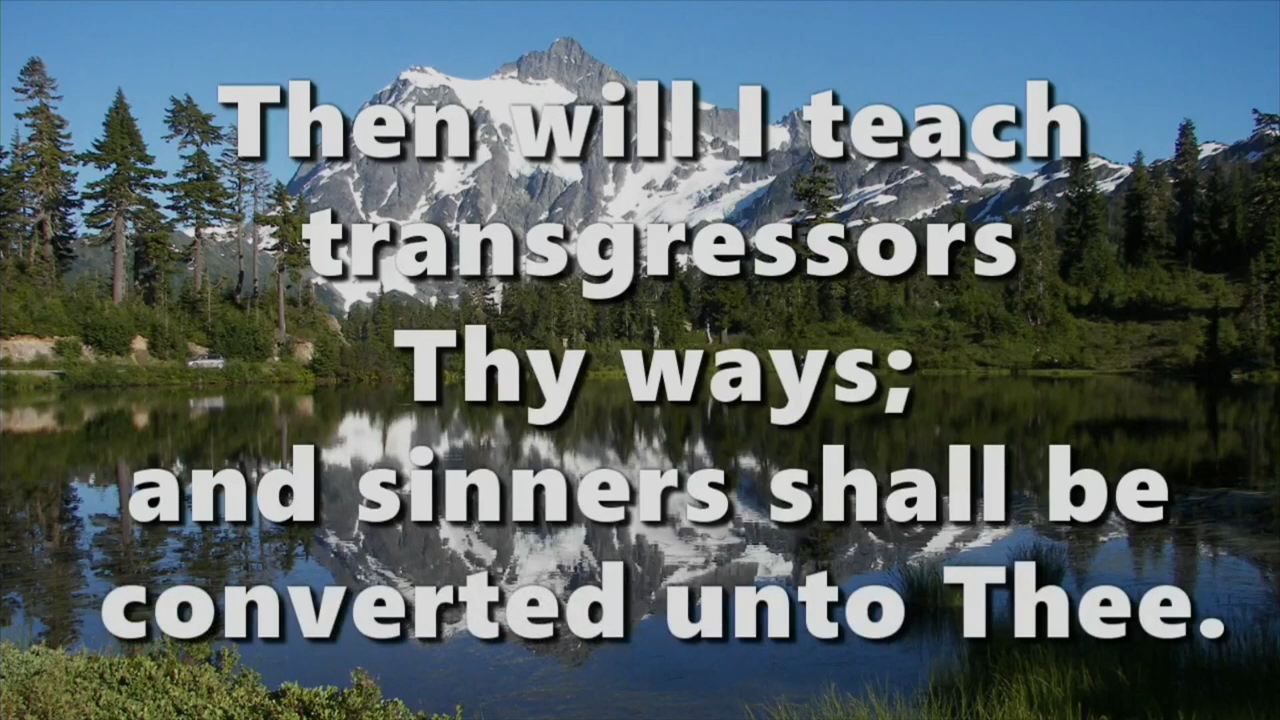 Then will I teach
transgressors
Thy ways;
and sinners shall be
converted unto Thee.